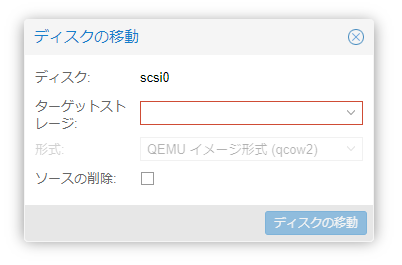 ディスクの移動
ディスク: scsi0
ターゲットスト
レージ:
形式: QEMU イメージ形式 (qcow2)
ソースの削除:
ディスクの移動